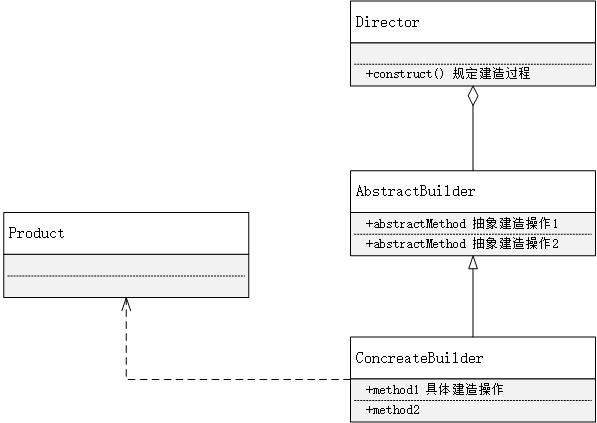 Director
+construct() 规定建造过程
AbstractBuilder
+abstractMethod 抽象建造操作1
+abstractMethod 抽象建造操作2
Product
ConcreateBuilder
+method1 具体建造操作
+method2